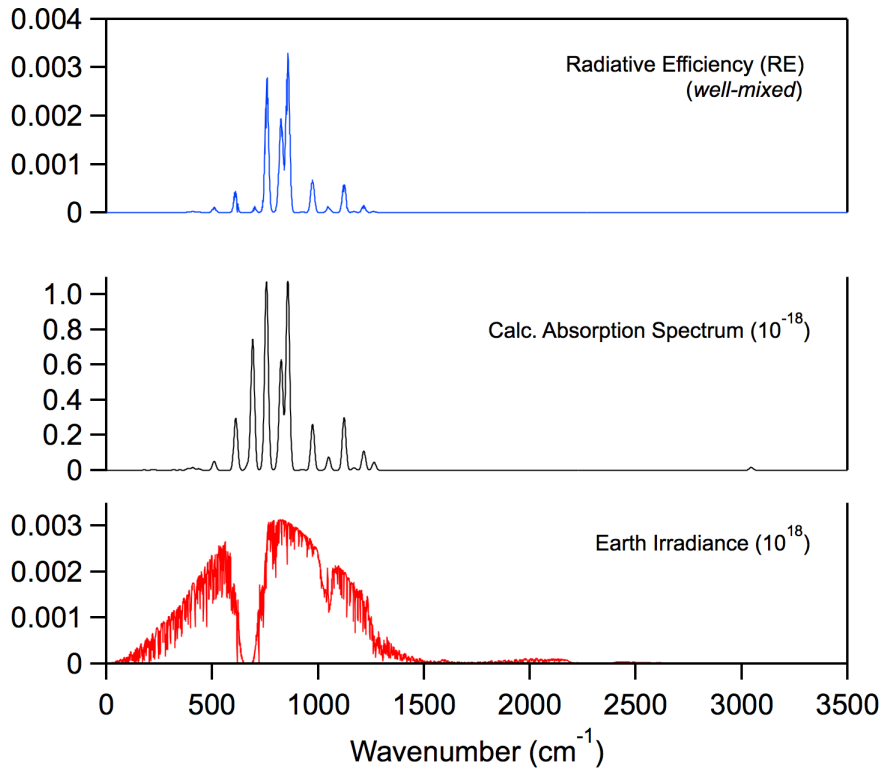 0.004
0.003
0.002
0.001
0
Radiative Efficiency (RE)
(well-mixed)
1.0
0.8
0.6
0.4
0.2
0
Calc. Absorption Spectrum (10⁻¹⁸)
0.003
0.002
0.001
0
Earth Irradiance (10¹⁸)
0 500 1000 1500 2000 2500 3000 3500
Wavenumber (cm⁻¹)